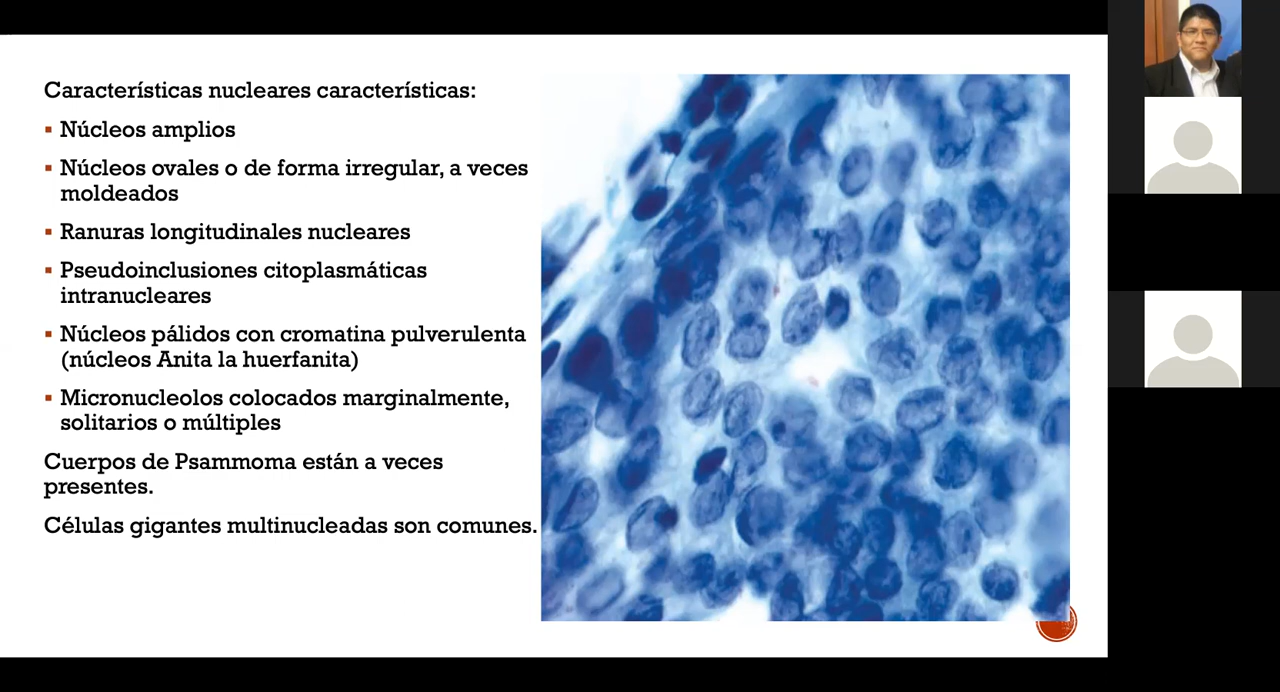 Características nucleares características:
▪ Núcleos amplios
▪ Núcleos ovales o de forma irregular, a veces
moldeados
▪ Ranuras longitudinales nucleares
▪ Pseudoinclusiones citoplasmáticas
intranucleares
▪ Núcleos pálidos con cromatina pulverulenta
(núcleos Anita la huerfanita)
▪ Micronucleolos colocados marginalmente,
solitarios o múltiples
Cuerpos de Psammoma están a veces
presentes.
Células gigantes multinucleadas son comunes.